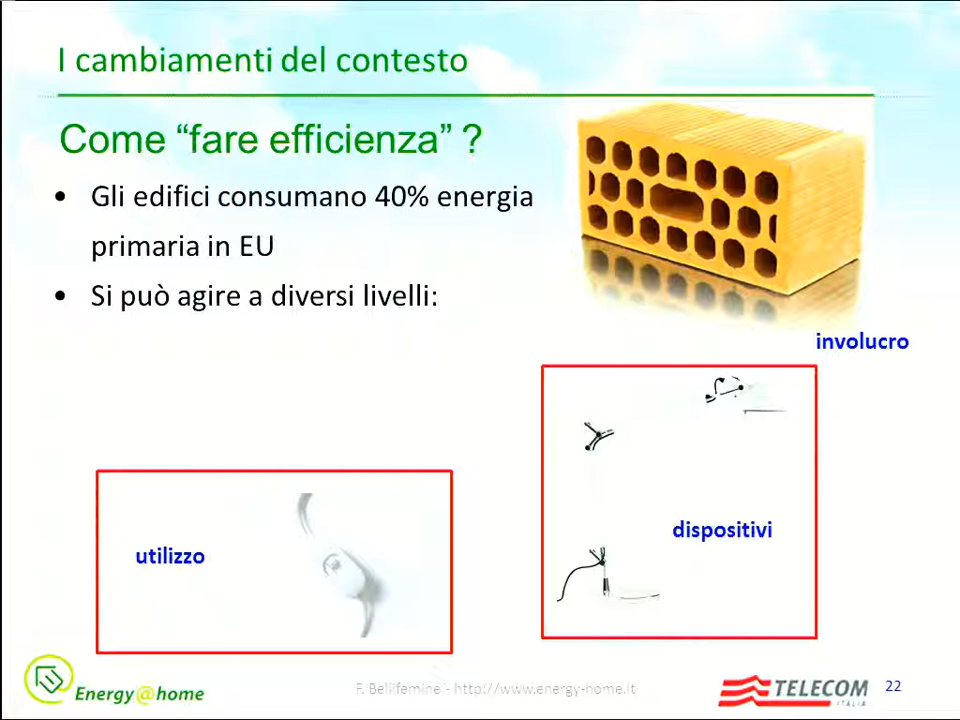 I cambiamenti del contesto
Come “fare efficienza” ?
• Gli edifici consumano 40% energia
primaria in EU
• Si può agire a diversi livelli:
involucro
dispositivi
utilizzo
Energy@home
F. Bellifemine - http://www.energy-home.it
TELECOM
ITALIA
22